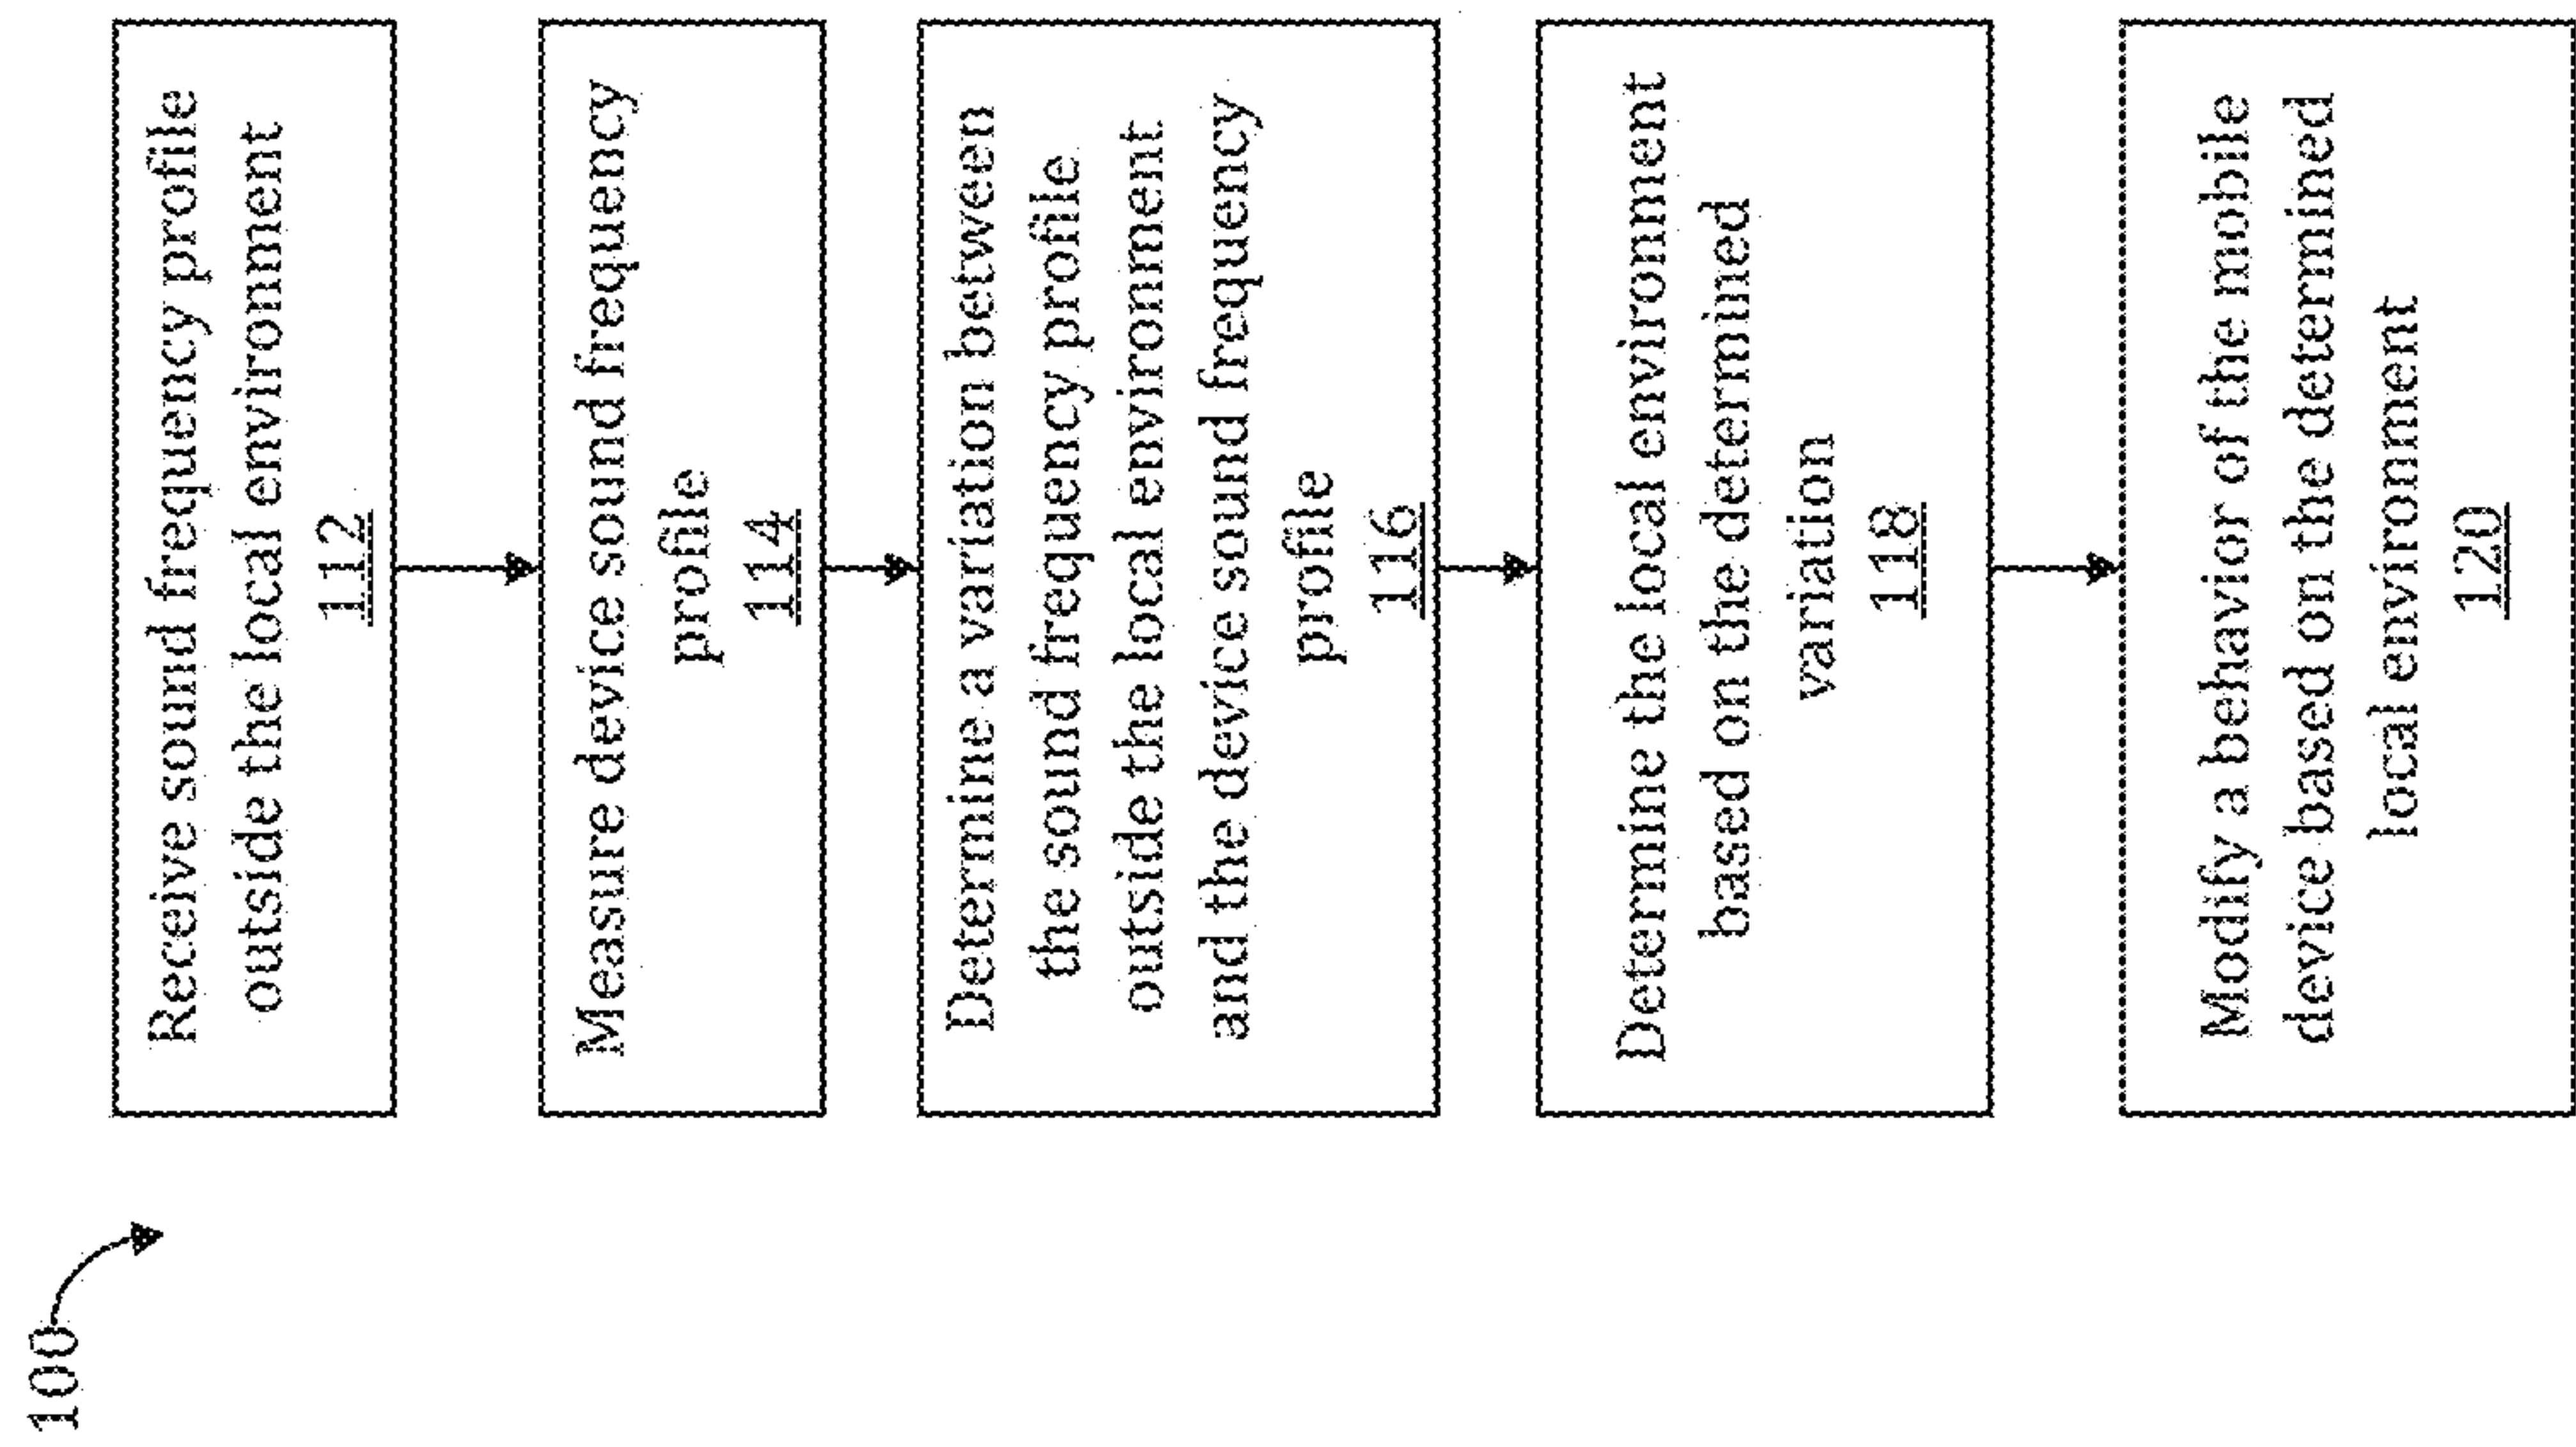 100
Receive sound frequency profile
outside the local environment
112
Measure device sound frequency
profile
114
Determine a variation between
the sound frequency profile
outside the local environment
and the device sound frequency
profile
116
Determine the local environment
based on the determined
variation
118
Modify a behavior of the mobile
device based on the determined
local environment
120